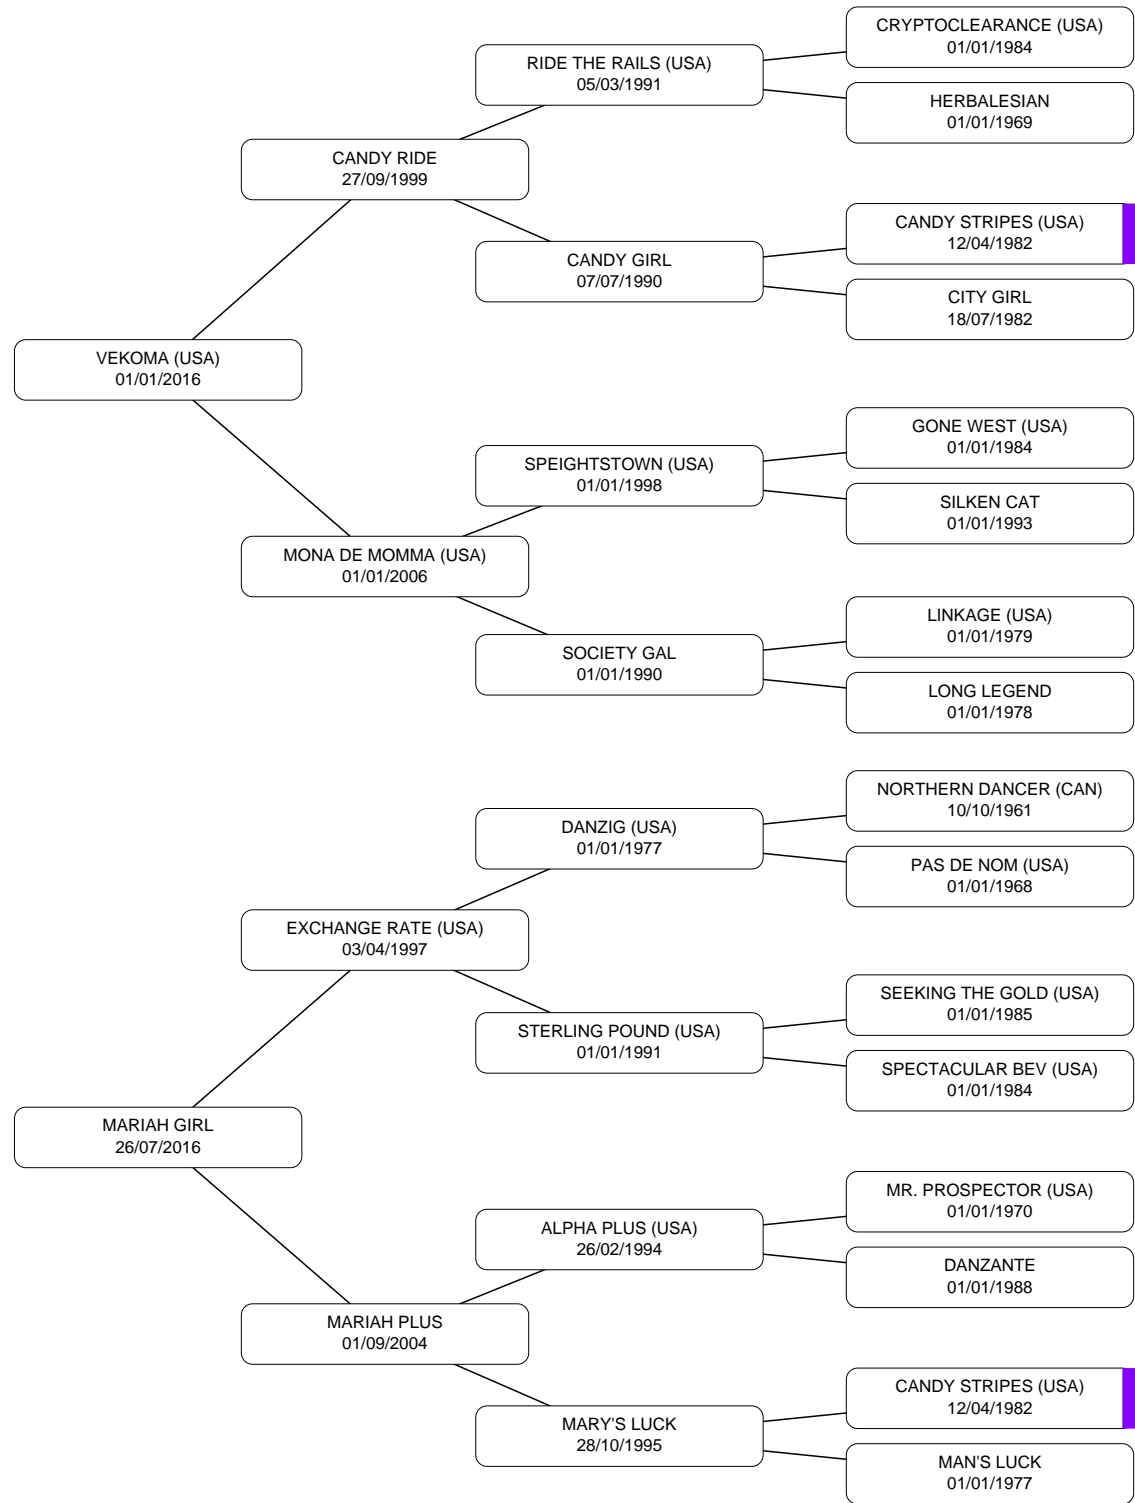 CRYPTOCLEARANCE (USA)
01/01/1984
RIDE THE RAILS (USA)
05/03/1991
HERBALESIAN
01/01/1969
CANDY RIDE
27/09/1999
CANDY STRIPES (USA)
12/04/1982
CANDY GIRL
07/07/1990
CITY GIRL
18/07/1982
VEKOMA (USA)
01/01/2016
GONE WEST (USA)
01/01/1984
SPEIGHTSTOWN (USA)
01/01/1998
SILKEN CAT
01/01/1993
MONA DE MOMMA (USA)
01/01/2006
LINKAGE (USA)
01/01/1979
SOCIETY GAL
01/01/1990
LONG LEGEND
01/01/1978
NORTHERN DANCER (CAN)
10/10/1961
DANZIG (USA)
01/01/1977
PAS DE NOM (USA)
01/01/1968
EXCHANGE RATE (USA)
03/04/1997
SEEKING THE GOLD (USA)
01/01/1985
STERLING POUND (USA)
01/01/1991
SPECTACULAR BEV (USA)
01/01/1984
MARIAH GIRL
26/07/2016
MR. PROSPECTOR (USA)
01/01/1970
ALPHA PLUS (USA)
26/02/1994
DANZANTE
01/01/1988
MARIAH PLUS
01/09/2004
CANDY STRIPES (USA)
12/04/1982
MARY'S LUCK
28/10/1995
MAN'S LUCK
01/01/1977